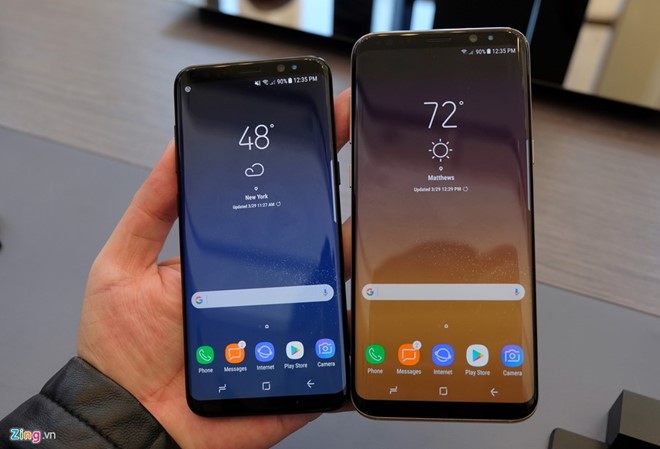 90% 12:35 PM
48°
New York
Updated 3/29 11:37 AM
G
Phone
Messages
Internet
Play Store
Camera
90% 12:35 PM
72°
Matthews
Updated 3/29 12:29 PM
G
Phone
Messages
Internet
Play Store
Camera
Zing.vn